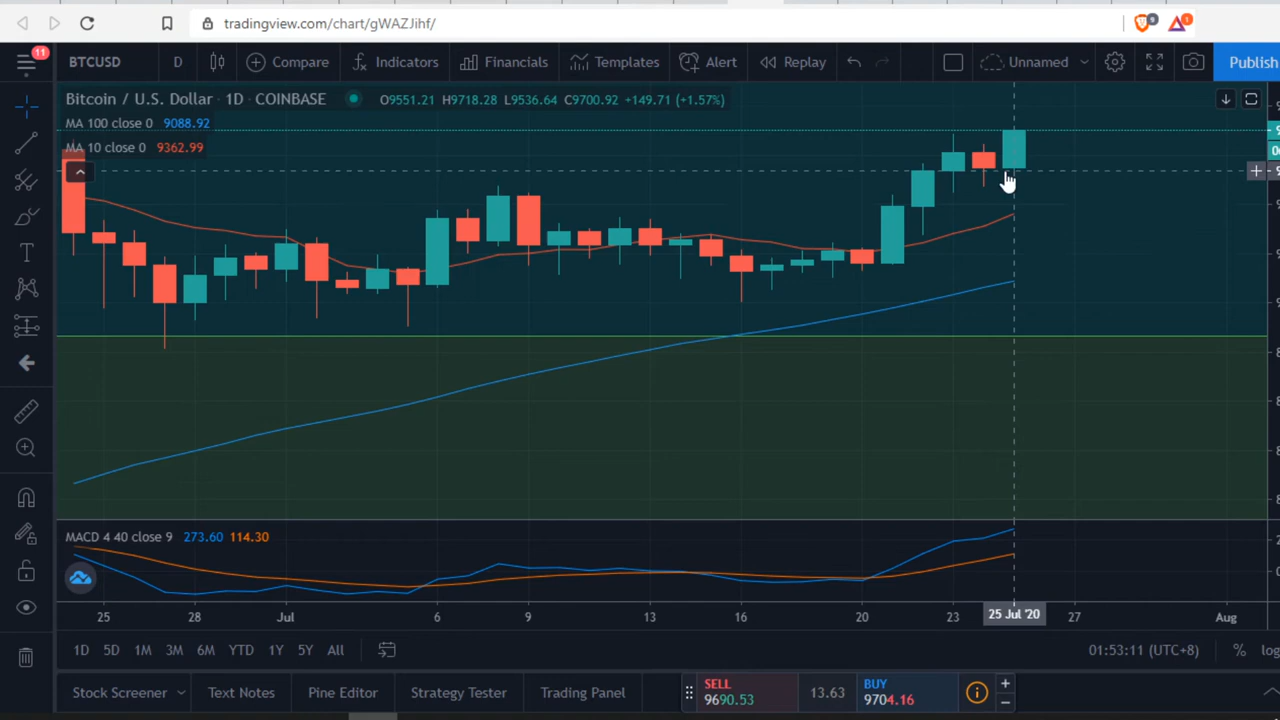 tradingview.com/chart/gWAZJihf/
9
1
11
BTCUSD D Compare Indicators Financials Templates Alert Replay Unnamed Publish
Bitcoin / U.S. Dollar · 1D · COINBASE O9551.21 H9718.28 L9536.64 C9700.92 +149.71 (+1.57%)
MA 100 close 0 9088.92
MA 10 close 0 9362.99
MACD 4 40 close 9 273.60 114.30
25 28 Jul 6 9 13 16 20 23 25 Jul '20 27 Aug
1D 5D 1M 3M 6M YTD 1Y 5Y All 01:53:11 (UTC+8) % log
Stock Screener Text Notes Pine Editor Strategy Tester Trading Panel
SELL
9690.53
13.63
BUY
9704.16